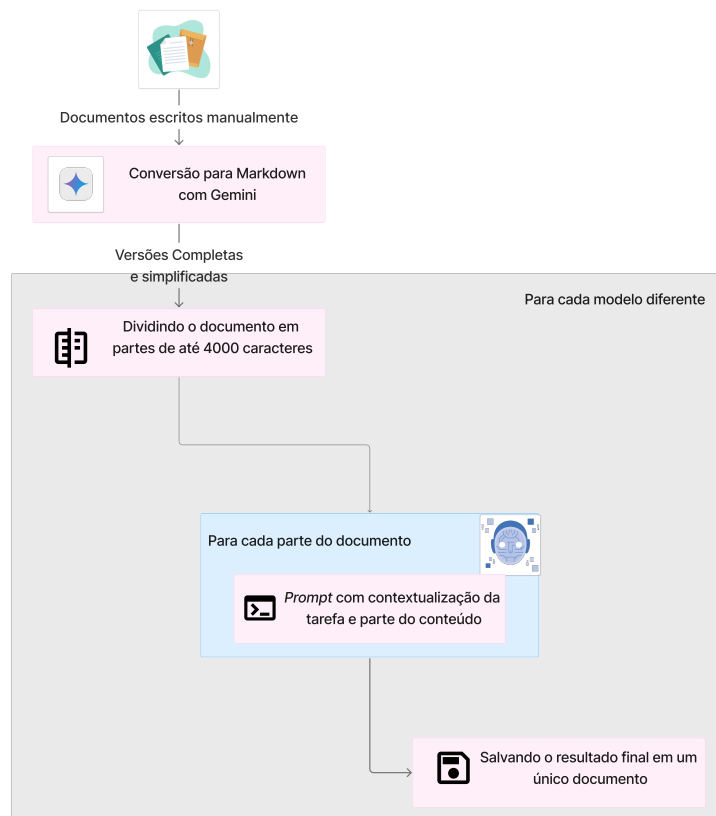 Documentos escritos manualmente
Conversão para Markdown
com Gemini
Versões Completas
e simplificadas
Para cada modelo diferente
Dividindo o documento em
partes de até 4000 caracteres
Para cada parte do documento
Prompt com contextualização da
tarefa e parte do conteúdo
Salvando o resultado final em um
único documento